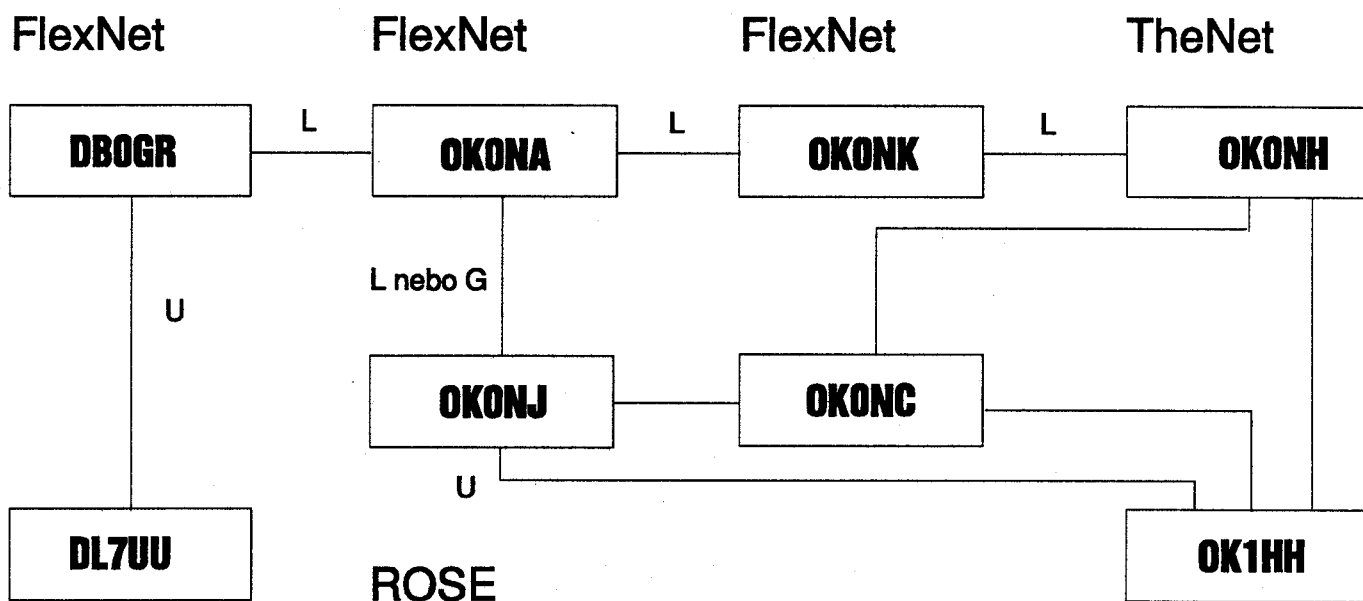 FlexNet FlexNet FlexNet TheNet
L L L
DB0GR OK0NA OK0NK OK0NH
L nebo G
U
OK0NJ OK0NC
U
DL7UU OK1HH
ROSE